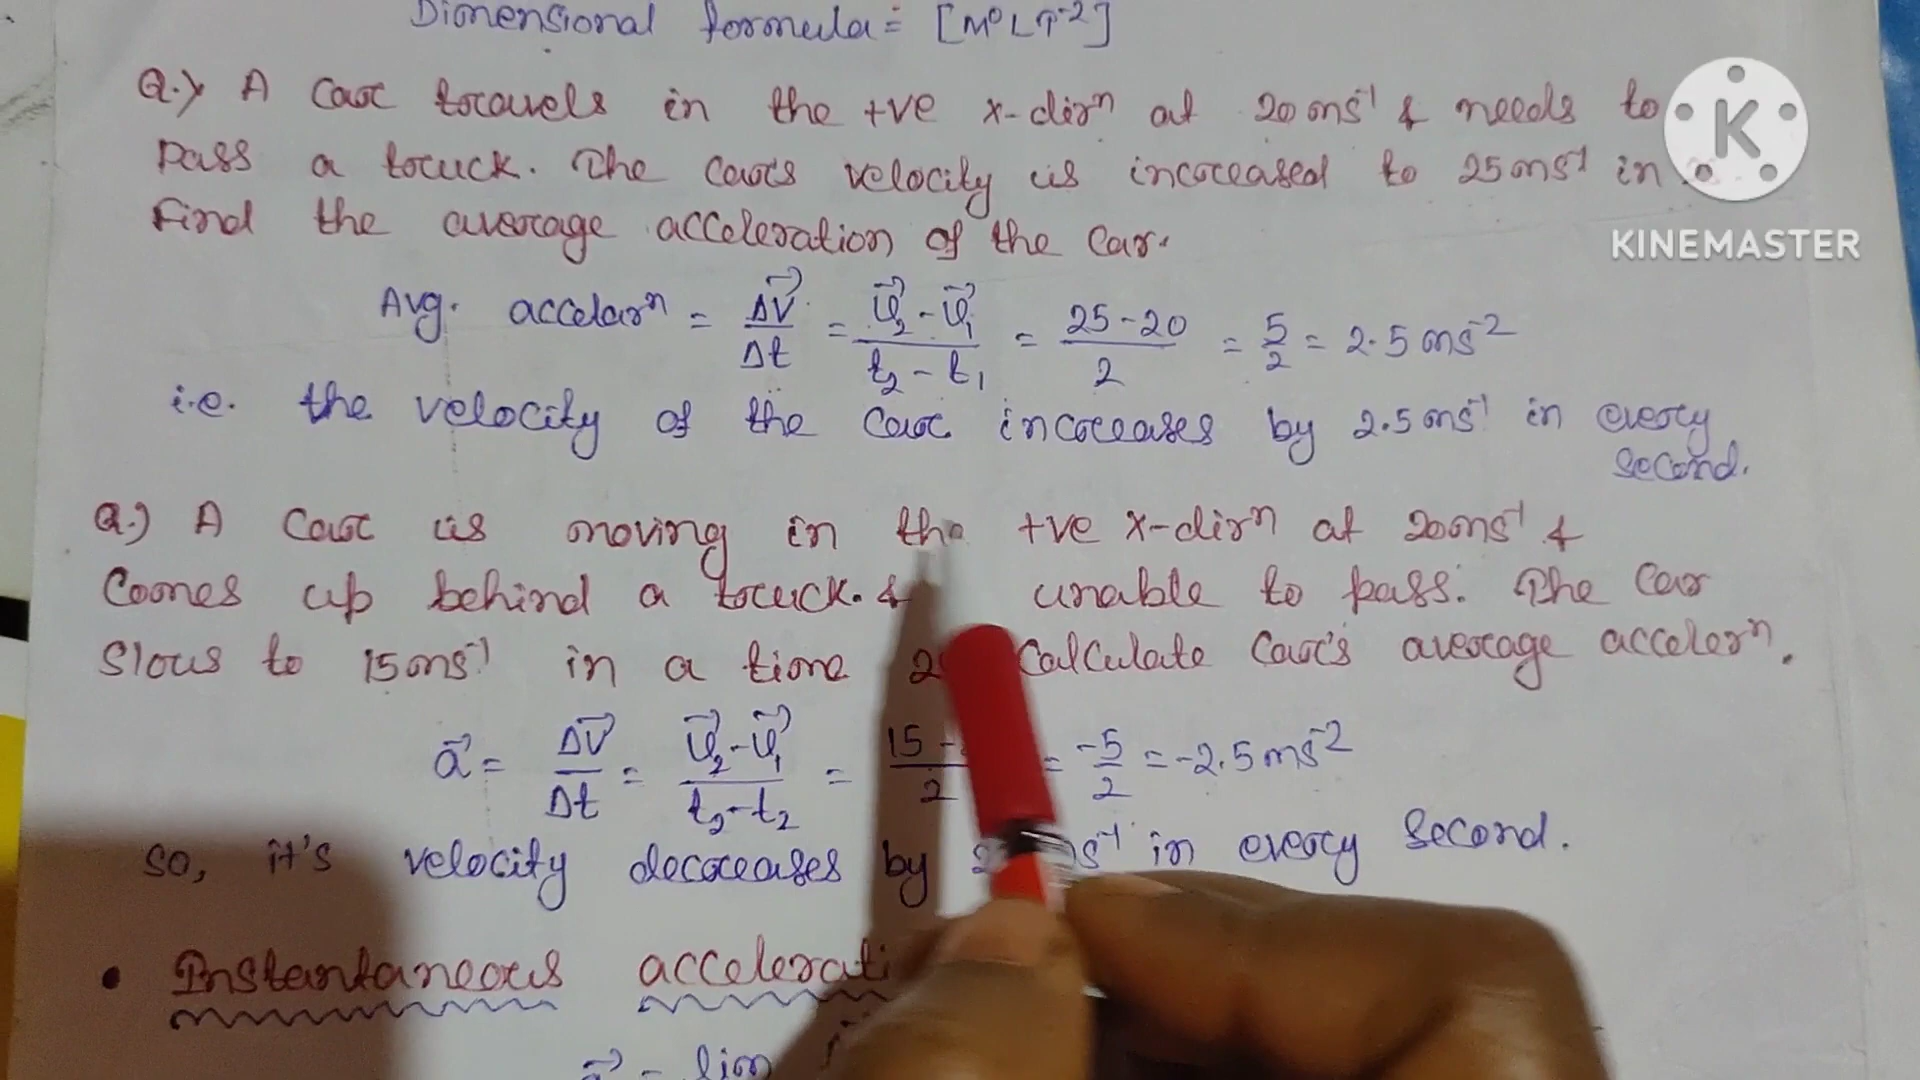 Dimensional formula = [M⁰LT⁻²]
Q.) A car travels in the +ve x-dirⁿ at 20 ms⁻¹ & needs to
pass a truck. The car's velocity is increased to 25 ms⁻¹ in
Find the average acceleration of the car.
Avg. accelarⁿ = ΔV⃗/Δt = (v⃗₂ - v⃗₁)/(t₂ - t₁) = (25 - 20)/2 = 5/2 = 2.5 ms⁻²
i.e. the velocity of the car increases by 2.5 ms⁻¹ in every
second.
Q.) A car is moving in the +ve x-dirⁿ at 20 ms⁻¹ &
Comes up behind a truck. & unable to pass. The car
slows to 15 ms⁻¹ in a time Calculate car's average accelerⁿ.
a⃗ = ΔV⃗/Δt = (v⃗₂ - v⃗₁)/(t₂ - t₂) = 15 - /2 = -5/2 = -2.5 ms⁻²
So, it's velocity decreases by s⁻¹ in every second.
• Instantaneous accelerati
a⃗ = lim
K
KINEMASTER